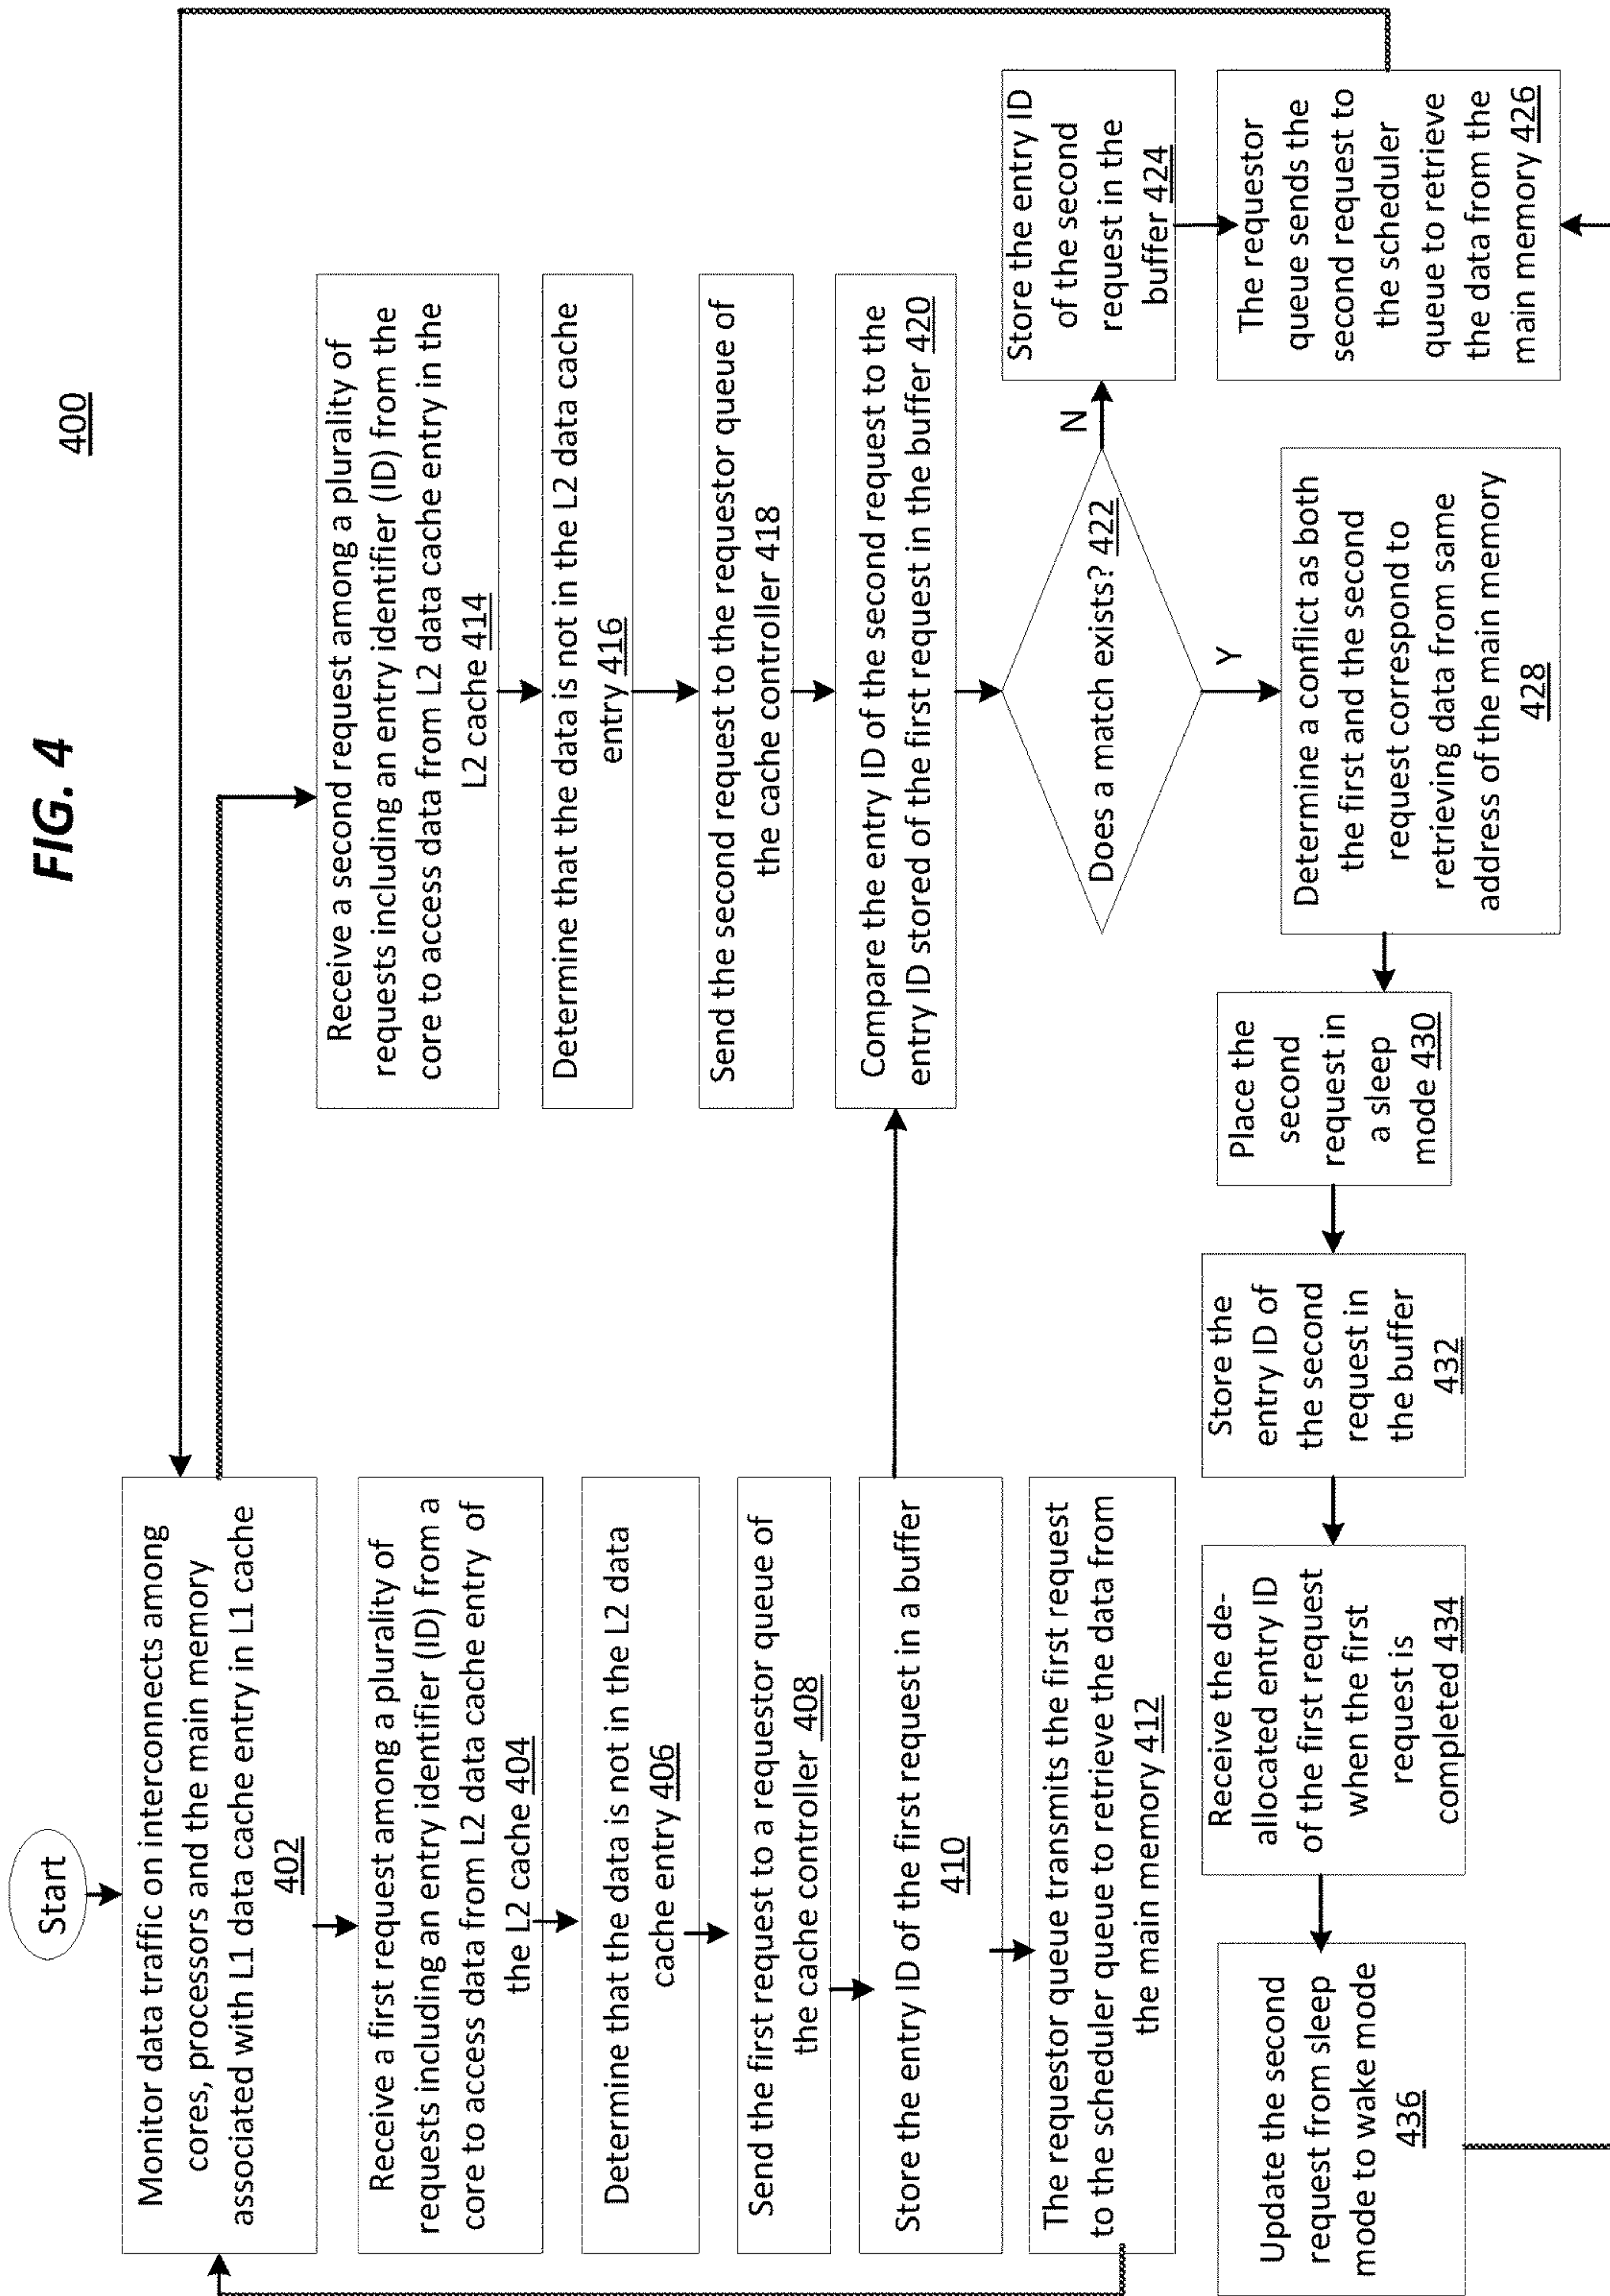 FIG. 4
400
Start
Monitor data traffic on interconnects among
cores, processors and the main memory
associated with L1 data cache entry in L1 cache
402
Receive a first request among a plurality of
requests including an entry identifier (ID) from a
core to access data from L2 data cache entry of
the L2 cache 404
Determine that the data is not in the L2 data
cache entry 406
Send the first request to a requestor queue of
the cache controller 408
Store the entry ID of the first request in a buffer
410
The requestor queue transmits the first request
to the scheduler queue to retrieve the data from
the main memory 412
Receive a second request among a plurality of
requests including an entry identifier (ID) from the
core to access data from L2 data cache entry in the
L2 cache 414
Determine that the data is not in the L2 data cache
entry 416
Send the second request to the requestor queue of
the cache controller 418
Compare the entry ID of the second request to the
entry ID stored of the first request in the buffer 420
Does a match exists? 422
N
Y
Store the entry ID
of the second
request in the
buffer 424
The requestor
queue sends the
second request to
the scheduler
queue to retrieve
the data from the
main memory 426
Determine a conflict as both
the first and the second
request correspond to
retrieving data from same
address of the main memory
428
Place the
second
request in
a sleep
mode 430
Store the
entry ID of
the second
request in
the buffer
432
Receive the de-
allocated entry ID
of the first request
when the first
request is
completed 434
Update the second
request from sleep
mode to wake mode
436